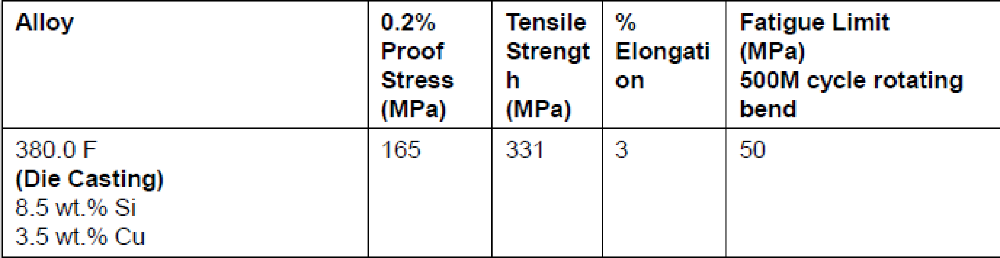 Alloy
0.2%
Proof
Stress
(MPa)
Tensile
Strengt
h
(MPa)
%
Elongati
on
Fatigue Limit
(MPa)
500M cycle rotating
bend
380.0 F
(Die Casting)
8.5 wt.% Si
3.5 wt.% Cu
165
331
3
50